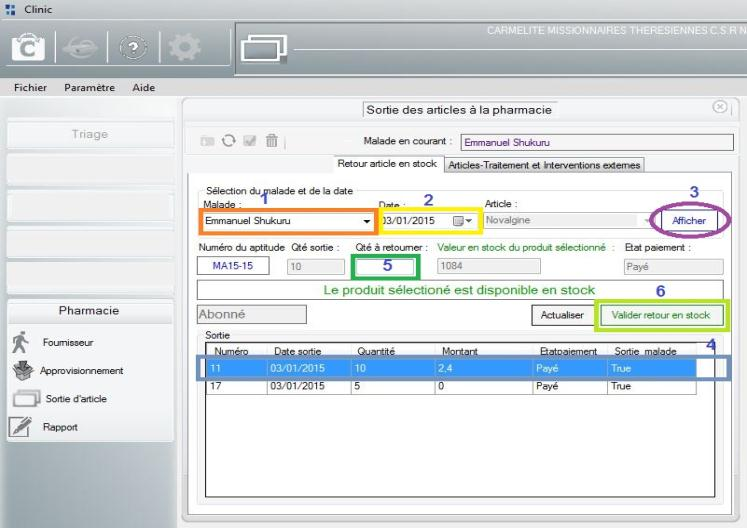 Clinic
CARMELITE MISSIONNAIRES THERESIENNES C.S.R N
Fichier Paramètre Aide
Sortie des articles à la pharmacie
Triage
Malade en courant : Emmanuel Shukuru
Retour article en stock Articles-Traitement et Interventions externes
Sélection du malade et de la date
1 2 3
Malade : Date : Article :
Emmanuel Shukuru 03/01/2015 Novalgine Afficher
Numéro du aptitude Qté sortie : Qté à retourner : Valeur en stock du produit sélectionné : Etat paiement :
MA15-15 10 5 1084 Payé
Le produit sélectioné est disponible en stock 6
Pharmacie
Abonné Actualiser Valider retour en stock
Sortie 4
Fournisseur
Numéro Date sortie Quantité Montant Etatpaiement Sortie_malade
Approvisionnement
11 03/01/2015 10 2,4 Payé True
17 03/01/2015 5 0 Payé True
Sortie d'article
Rapport